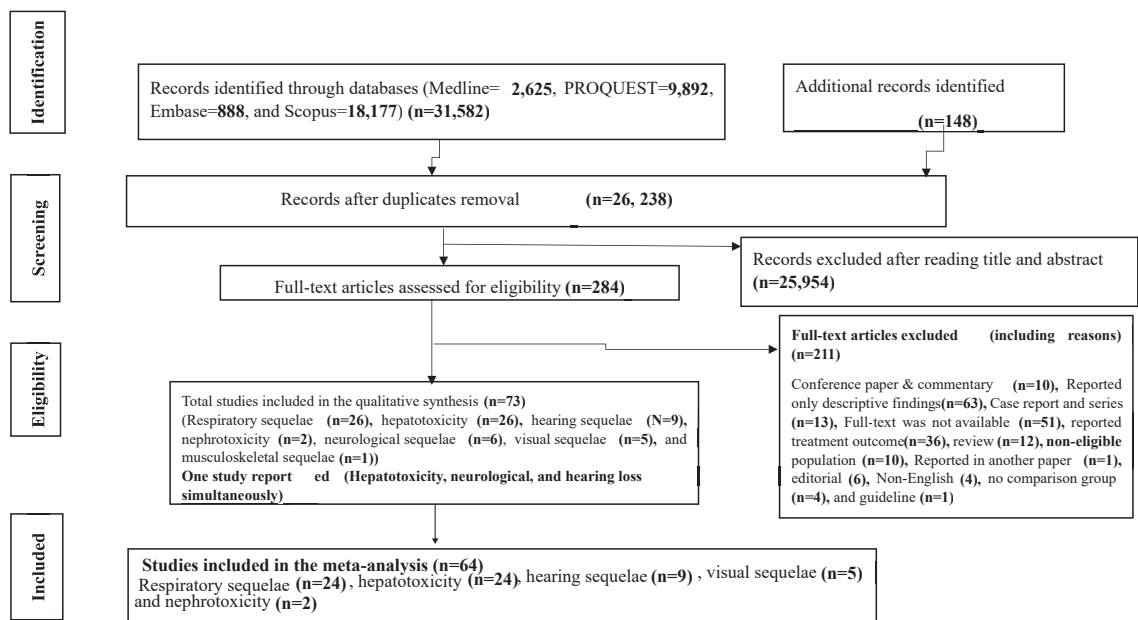 Identification
Records identified through databases (Medline= 2,625, PROQUEST=9,892,
Embase=888, and Scopus=18,177) (n=31,582)
Additional records identified
(n=148)
Screening
Records after duplicates removal (n=26, 238)
Records excluded after reading title and abstract
(n=25,954)
Full-text articles assessed for eligibility (n=284)
Eligibility
Full-text articles excluded (including reasons)
(n=211)
Conference paper & commentary (n=10), Reported
only descriptive findings(n=63), Case report and series
(n=13), Full-text was not available (n=51), reported
treatment outcome(n=36), review (n=12), non-eligible
population (n=10), Reported in another paper (n=1),
editorial (6), Non-English (4), no comparison group
(n=4), and guideline (n=1)
Total studies included in the qualitative synthesis (n=73)
(Respiratory sequelae (n=26), hepatotoxicity (n=26), hearing sequelae (N=9),
nephrotoxicity (n=2), neurological sequelae (n=6), visual sequelae (n=5), and
musculoskeletal sequelae (n=1))
One study report ed (Hepatotoxicity, neurological, and hearing loss
simultaneously)
Included
Studies included in the meta-analysis (n=64)
Respiratory sequelae (n=24), hepatotoxicity (n=24), hearing sequelae (n=9) , visual sequelae (n=5)
and nephrotoxicity (n=2)